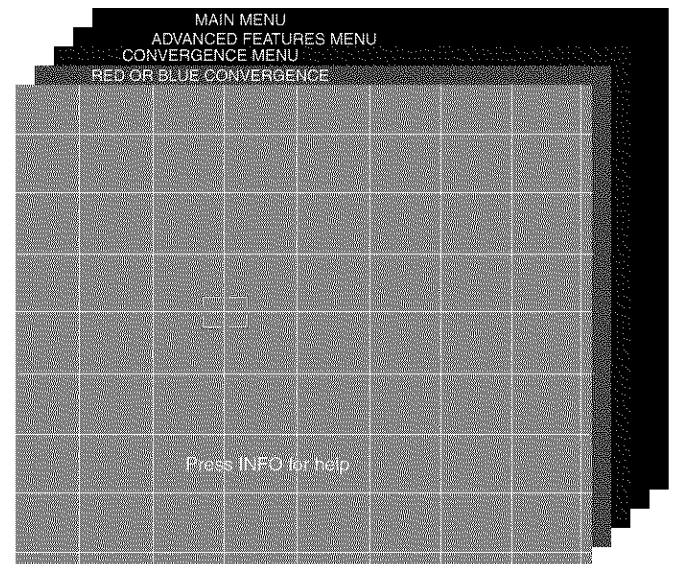 MAIN MENU
ADVANCED FEATURES MENU
CONVERGENCE MENU
RED OR BLUE CONVERGENCE
Press INFO for help